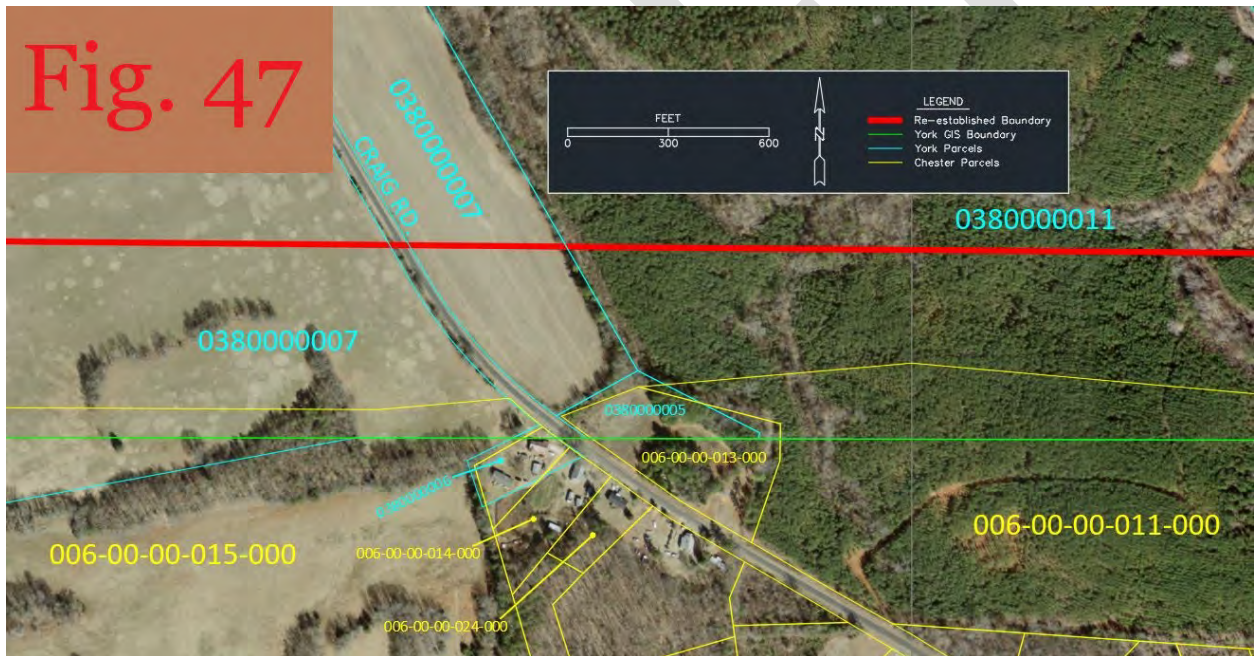 Fig. 47
FEET
0 300 600
N
LEGEND
Re-established Boundary
York GIS Boundary
York Parcels
Chester Parcels
0380000007
CRAIG RD
0380000011
0380000007
0380000005
006-00-00-013-000
0380000006
006-00-00-015-000
006-00-00-014-000
006-00-00-011-000
006-00-00-024-000